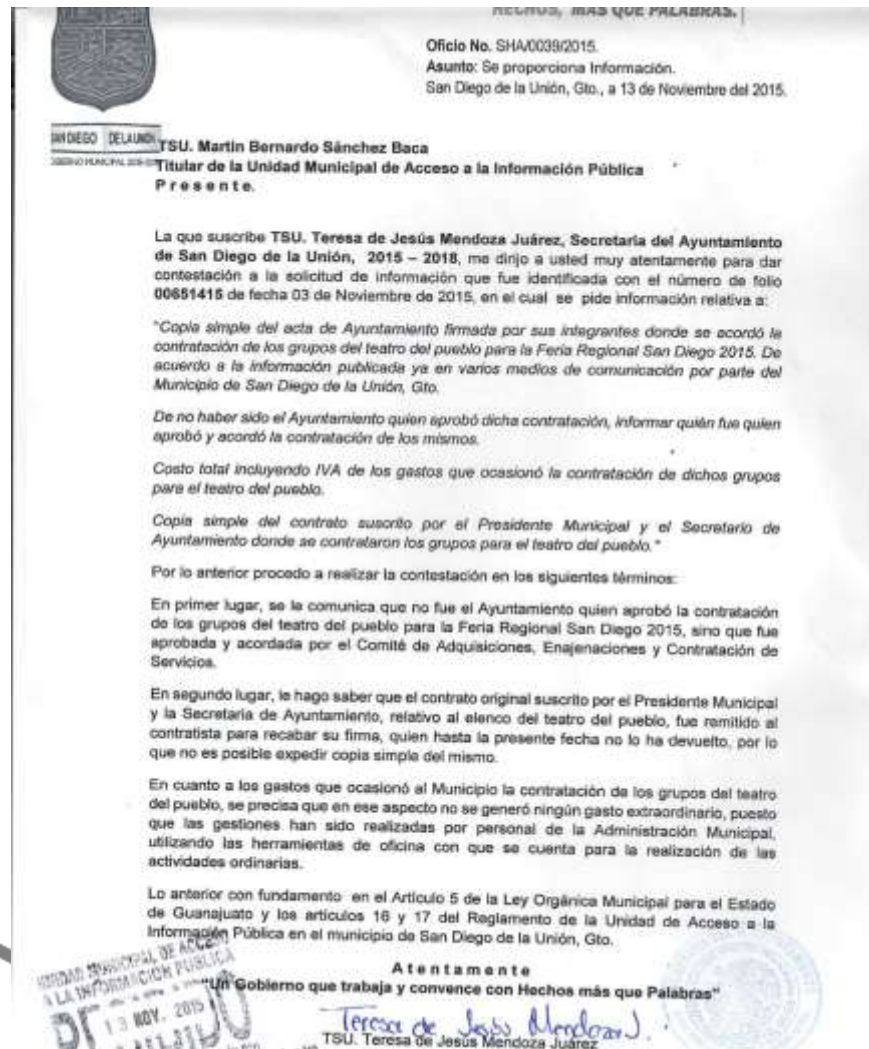 HECHOS, MAS QUE PALABRAS.
Oficio No. SHA/0039/2015.
Asunto: Se proporciona Información.
San Diego de la Unión, Gto., a 13 de Noviembre del 2015.
SAN DIEGO DE LA UNIÓN
TSU. Martin Bernardo Sánchez Baca
Titular de la Unidad Municipal de Acceso a la Información Pública
P r e s e n t e.
La que suscribe TSU. Teresa de Jesús Mendoza Juárez, Secretaria del Ayuntamiento
de San Diego de la Unión, 2015 – 2018, me dirijo a usted muy atentamente para dar
contestación a la solicitud de información que fue identificada con el número de folio
00651415 de fecha 03 de Noviembre de 2015, en el cual se pide información relativa a:
"Copia simple del acta de Ayuntamiento firmada por sus integrantes donde se acordó la
contratación de los grupos del teatro del pueblo para la Feria Regional San Diego 2015. De
acuerdo a la información publicada ya en varios medios de comunicación por parte del
Municipio de San Diego de la Unión, Gto.
De no haber sido el Ayuntamiento quien aprobó dicha contratación, informar quién fue quien
aprobó y acordó la contratación de los mismos.
Costo total incluyendo IVA de los gastos que ocasionó la contratación de dichos grupos
para el teatro del pueblo.
Copia simple del contrato suscrito por el Presidente Municipal y el Secretario de
Ayuntamiento donde se contrataron los grupos para el teatro del pueblo."
Por lo anterior procedo a realizar la contestación en los siguientes términos:
En primer lugar, se le comunica que no fue el Ayuntamiento quien aprobó la contratación
de los grupos del teatro del pueblo para la Feria Regional San Diego 2015, sino que fue
aprobada y acordada por el Comité de Adquisiciones, Enajenaciones y Contratación de
Servicios.
En segundo lugar, le hago saber que el contrato original suscrito por el Presidente Municipal
y la Secretaria de Ayuntamiento, relativo al elenco del teatro del pueblo, fue remitido al
contratista para recabar su firma, quien hasta la presente fecha no lo ha devuelto, por lo
que no es posible expedir copia simple del mismo.
En cuanto a los gastos que ocasionó al Municipio la contratación de los grupos del teatro
del pueblo, se precisa que en ese aspecto no se generó ningún gasto extraordinario, puesto
que las gestiones han sido realizadas por personal de la Administración Municipal,
utilizando las herramientas de oficina con que se cuenta para la realización de las
actividades ordinarias.
Lo anterior con fundamento en el Artículo 5 de la Ley Orgánica Municipal para el Estado
de Guanajuato y los artículos 16 y 17 del Reglamento de la Unidad de Acceso a la
Información Pública en el municipio de San Diego de la Unión, Gto.
UNIDAD MUNICIPAL DE ACCESO
A LA INFORMACION PUBLICA
13 NOV. 2015
A t e n t a m e n t e
"Un Gobierno que trabaja y convence con Hechos más que Palabras"
Teresa de Jesús Mendoza J.
TSU. Teresa de Jesús Mendoza Juárez